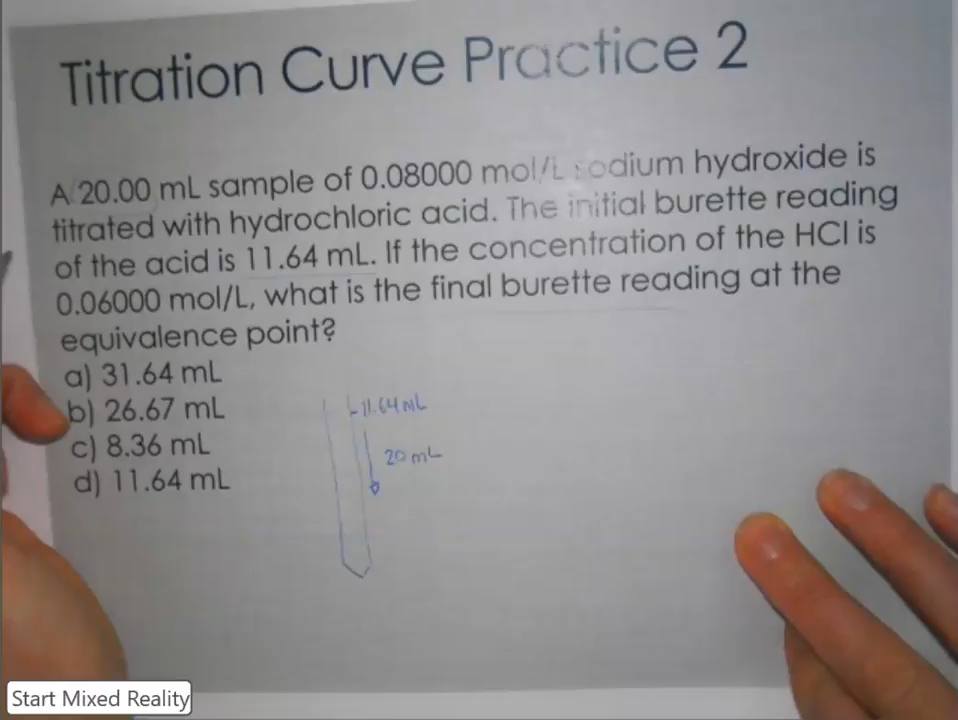 Titration Curve Practice 2
A 20.00 mL sample of 0.08000 mol/L sodium hydroxide is
titrated with hydrochloric acid. The initial burette reading
of the acid is 11.64 mL. If the concentration of the HCl is
0.06000 mol/L, what is the final burette reading at the
equivalence point?
a) 31.64 mL
b) 26.67 mL
c) 8.36 mL
d) 11.64 mL
11.64 mL
20 mL
Start Mixed Reality